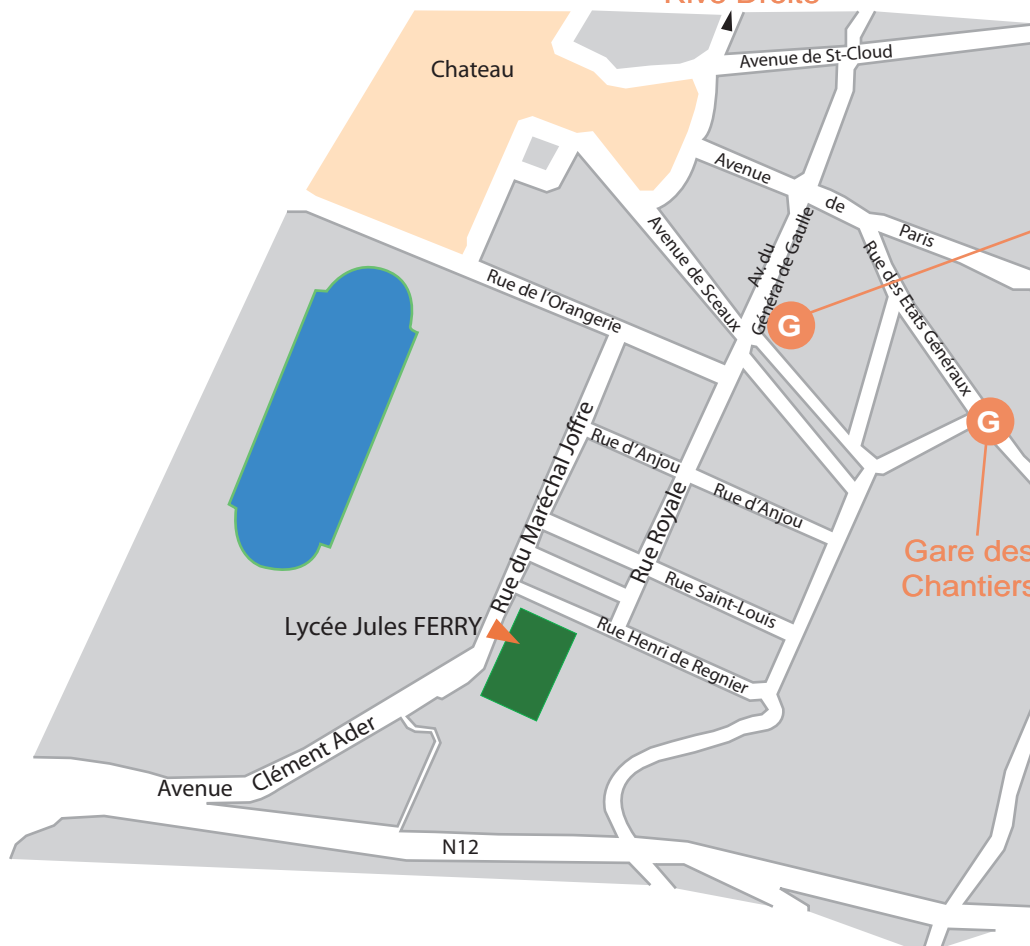 Rive Droite
Chateau
Avenue de St-Cloud
Avenue de Paris
Avenue de Sceaux
Av. du
Général de Gaulle
Rue des Etats Généraux
G
Rue de l'Orangerie
G
Rue du Maréchal Joffre
Rue d'Anjou
Rue d'Anjou
Rue Royale
Gare des
Chantiers
Rue Saint-Louis
Lycée Jules FERRY
Rue Henri de Regnier
Avenue Clément Ader
N12